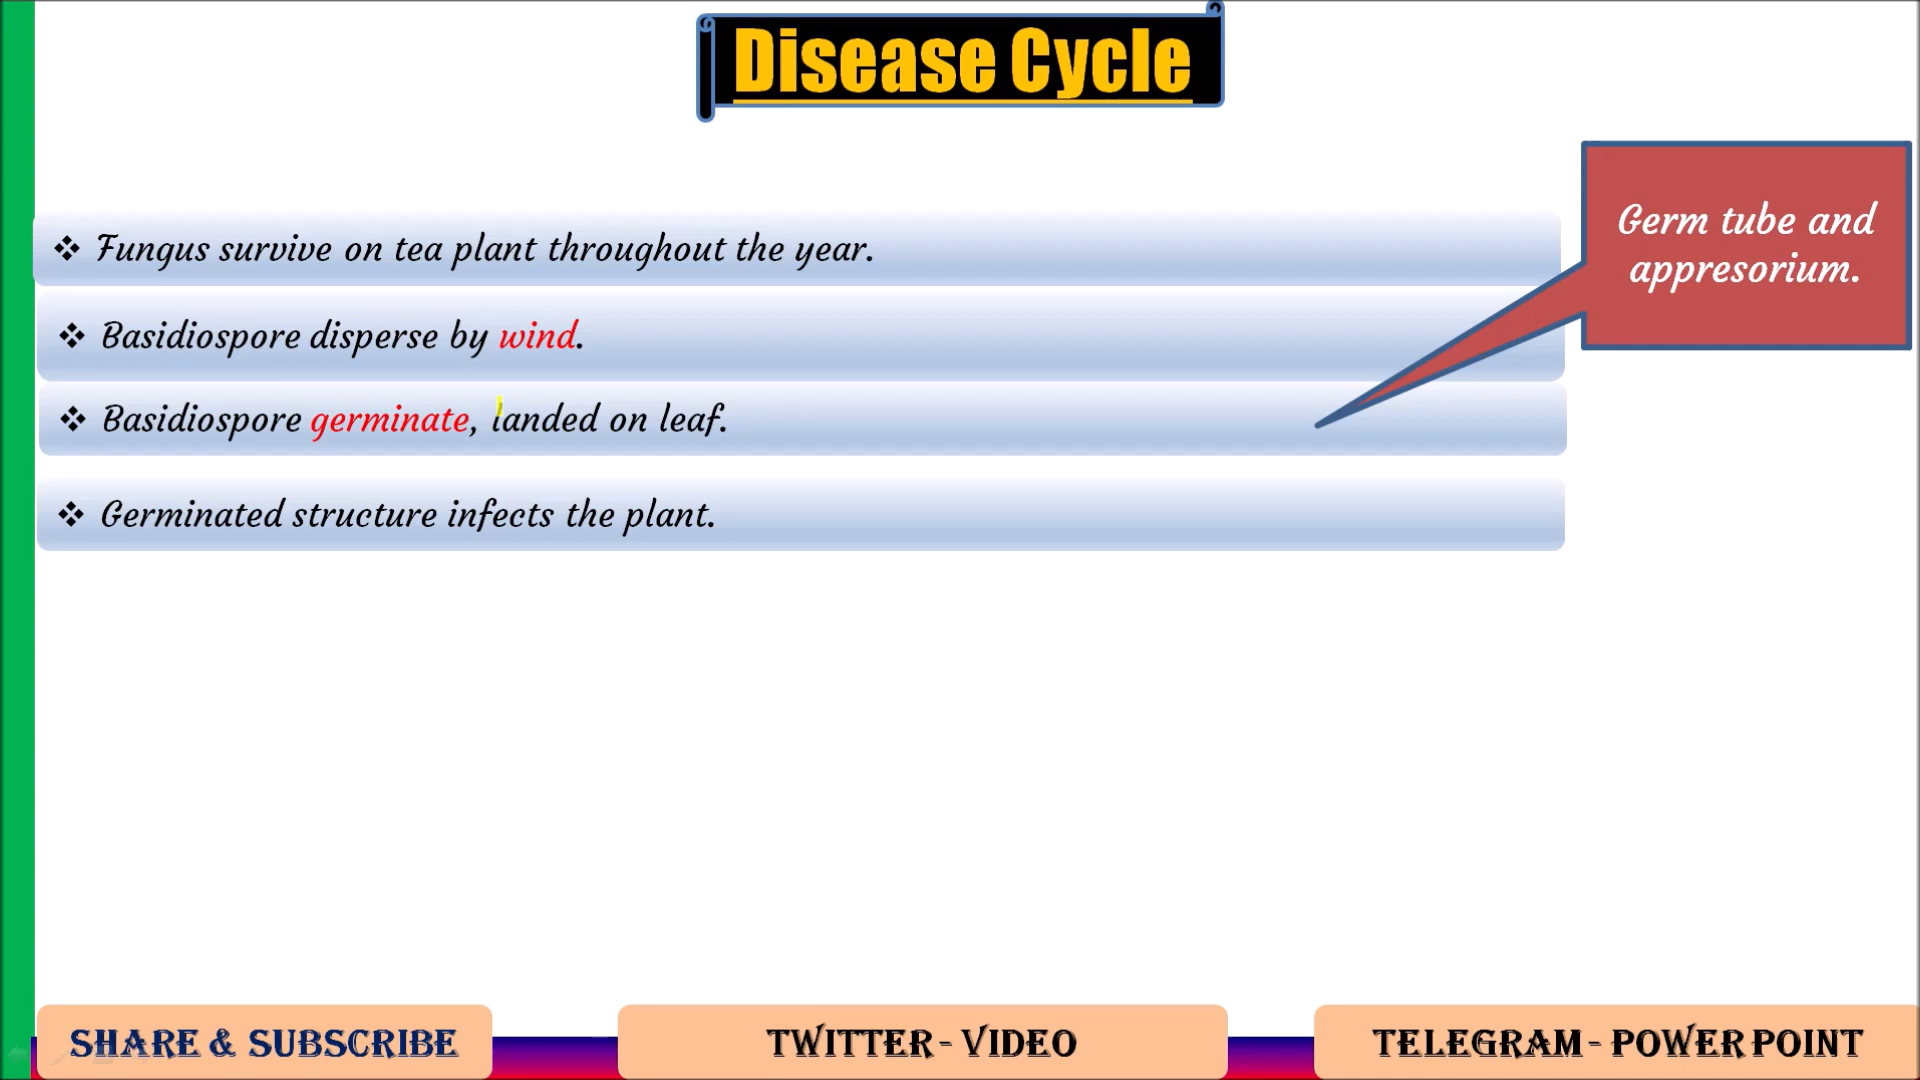 Disease Cycle
Germ tube and
appresorium.
❖ Fungus survive on tea plant throughout the year.
❖ Basidiospore disperse by wind.
❖ Basidiospore germinate, landed on leaf.
❖ Germinated structure infects the plant.
SHARE & SUBSCRIBE
TWITTER - VIDEO
TELEGRAM - POWER POINT